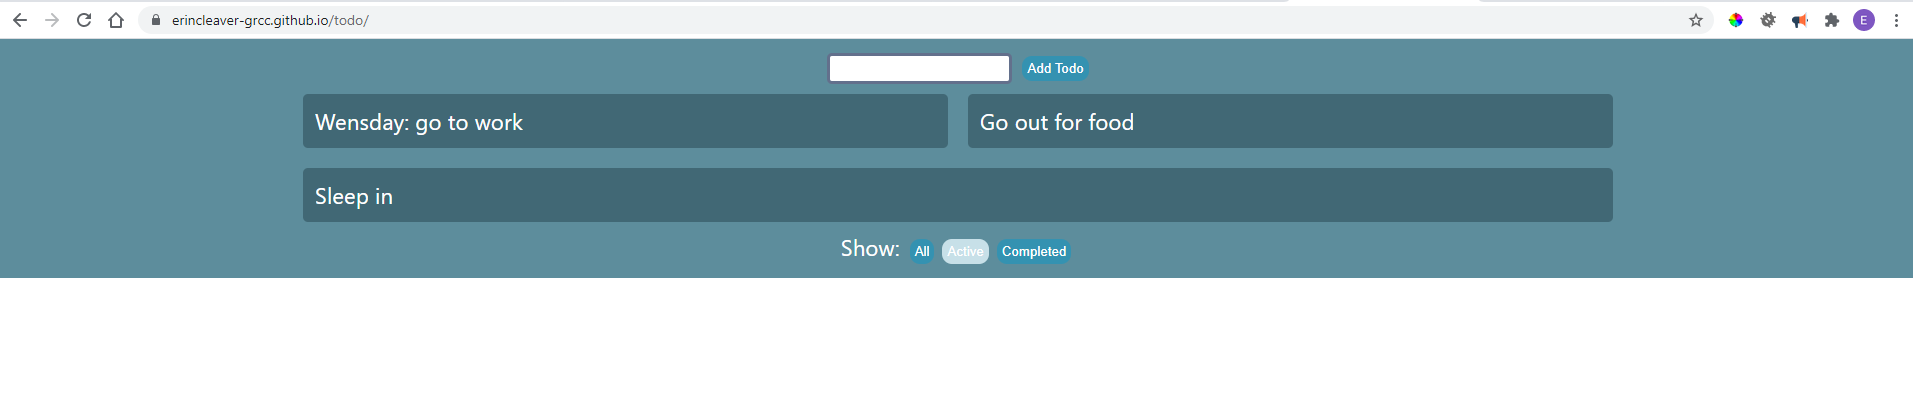 erincleaver-grcc.github.io/todo/
E
Add Todo
Wensday: go to work
Go out for food
Sleep in
Show: All Active Completed